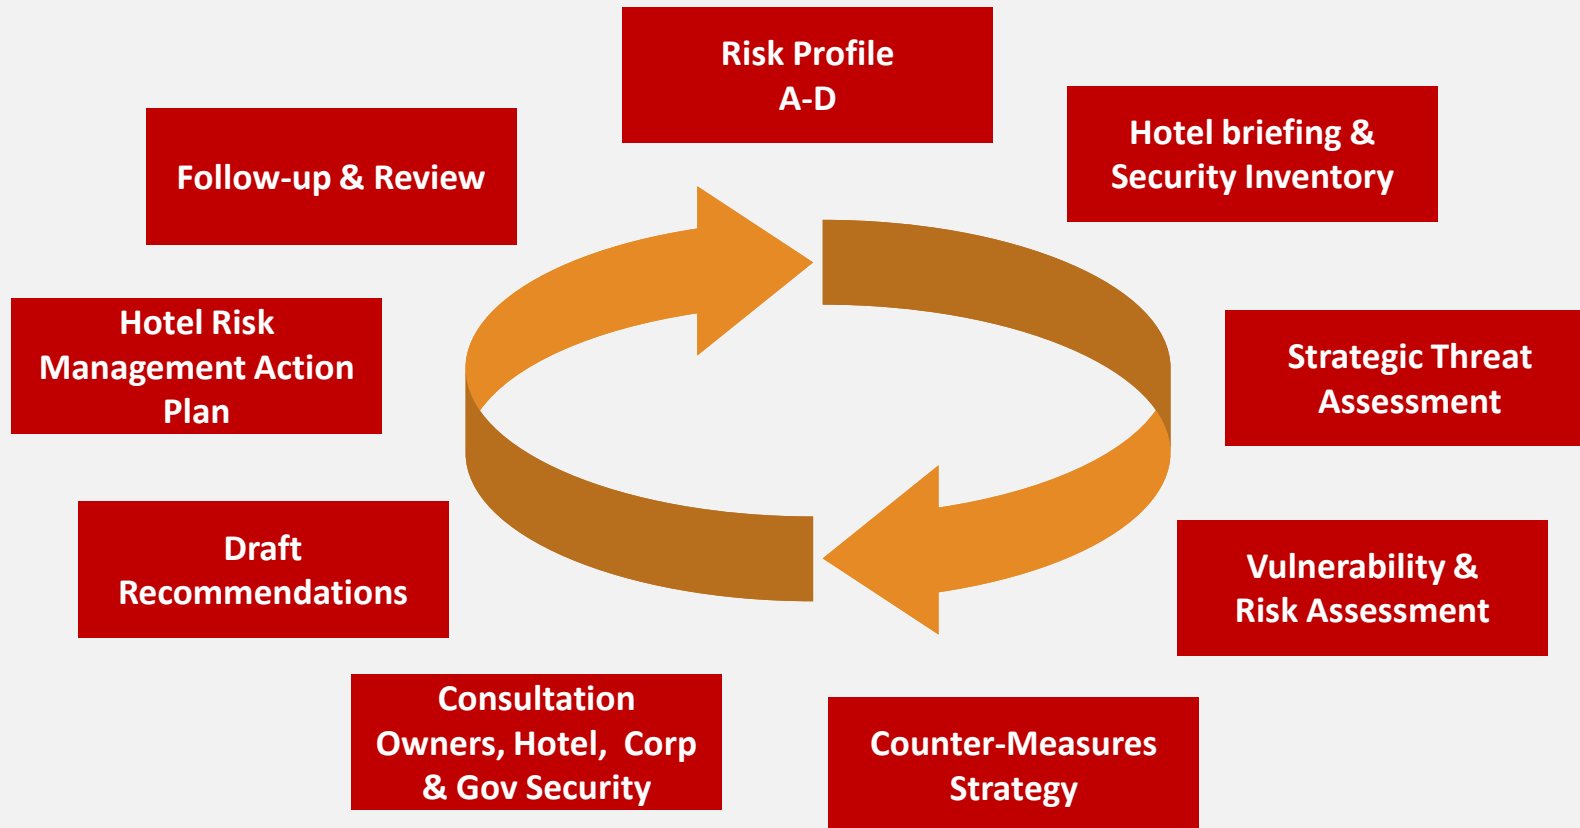 Risk Profile
A-D
Hotel briefing &
Security Inventory
Strategic Threat
Assessment
Vulnerability &
Risk Assessment
Counter-Measures
Strategy
Consultation
Owners, Hotel, Corp
& Gov Security
Draft
Recommendations
Hotel Risk
Management Action
Plan
Follow-up & Review